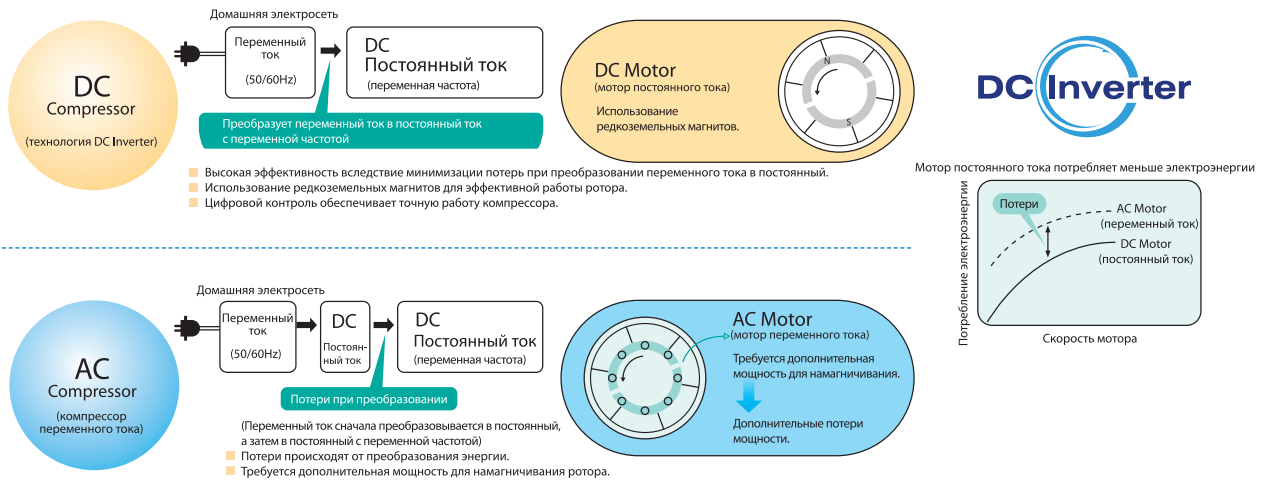 Домашняя электросеть
DC
Compressor
(технология DC Inverter)
Переменный
ток
(50/60Hz)
DC
Постоянный ток
(переменная частота)
Преобразует переменный ток в постоянный ток
с переменной частотой
DC Motor
(мотор постоянного тока)
Использование
редкоземельных магнитов.
N
S
Высокая эффективность вследствие минимизации потерь при преобразовании переменного тока в постоянный.
Использование редкоземельных магнитов для эффективной работы ротора.
Цифровой контроль обеспечивает точную работу компрессора.
DC Inverter
Мотор постоянного тока потребляет меньше электроэнергии
Потребление электроэнергии
Потери
AC Motor
(переменный ток)
DC Motor
(постоянный ток)
Скорость мотора
Домашняя электросеть
AC
Compressor
(компрессор
переменного тока)
Переменный
ток
(50/60Hz)
DC
Постоян-
ный ток
DC
Постоянный ток
(переменная частота)
Потери при преобразовании
(Переменный ток сначала преобразовывается в постоянный,
а затем в постоянный с переменной частотой)
Потери происходят от преобразования энергии.
Требуется дополнительная мощность для намагничивания ротора.
AC Motor
(мотор переменного тока)
Требуется дополнительная
мощность для намагничивания.
Дополнительные потери
мощности.